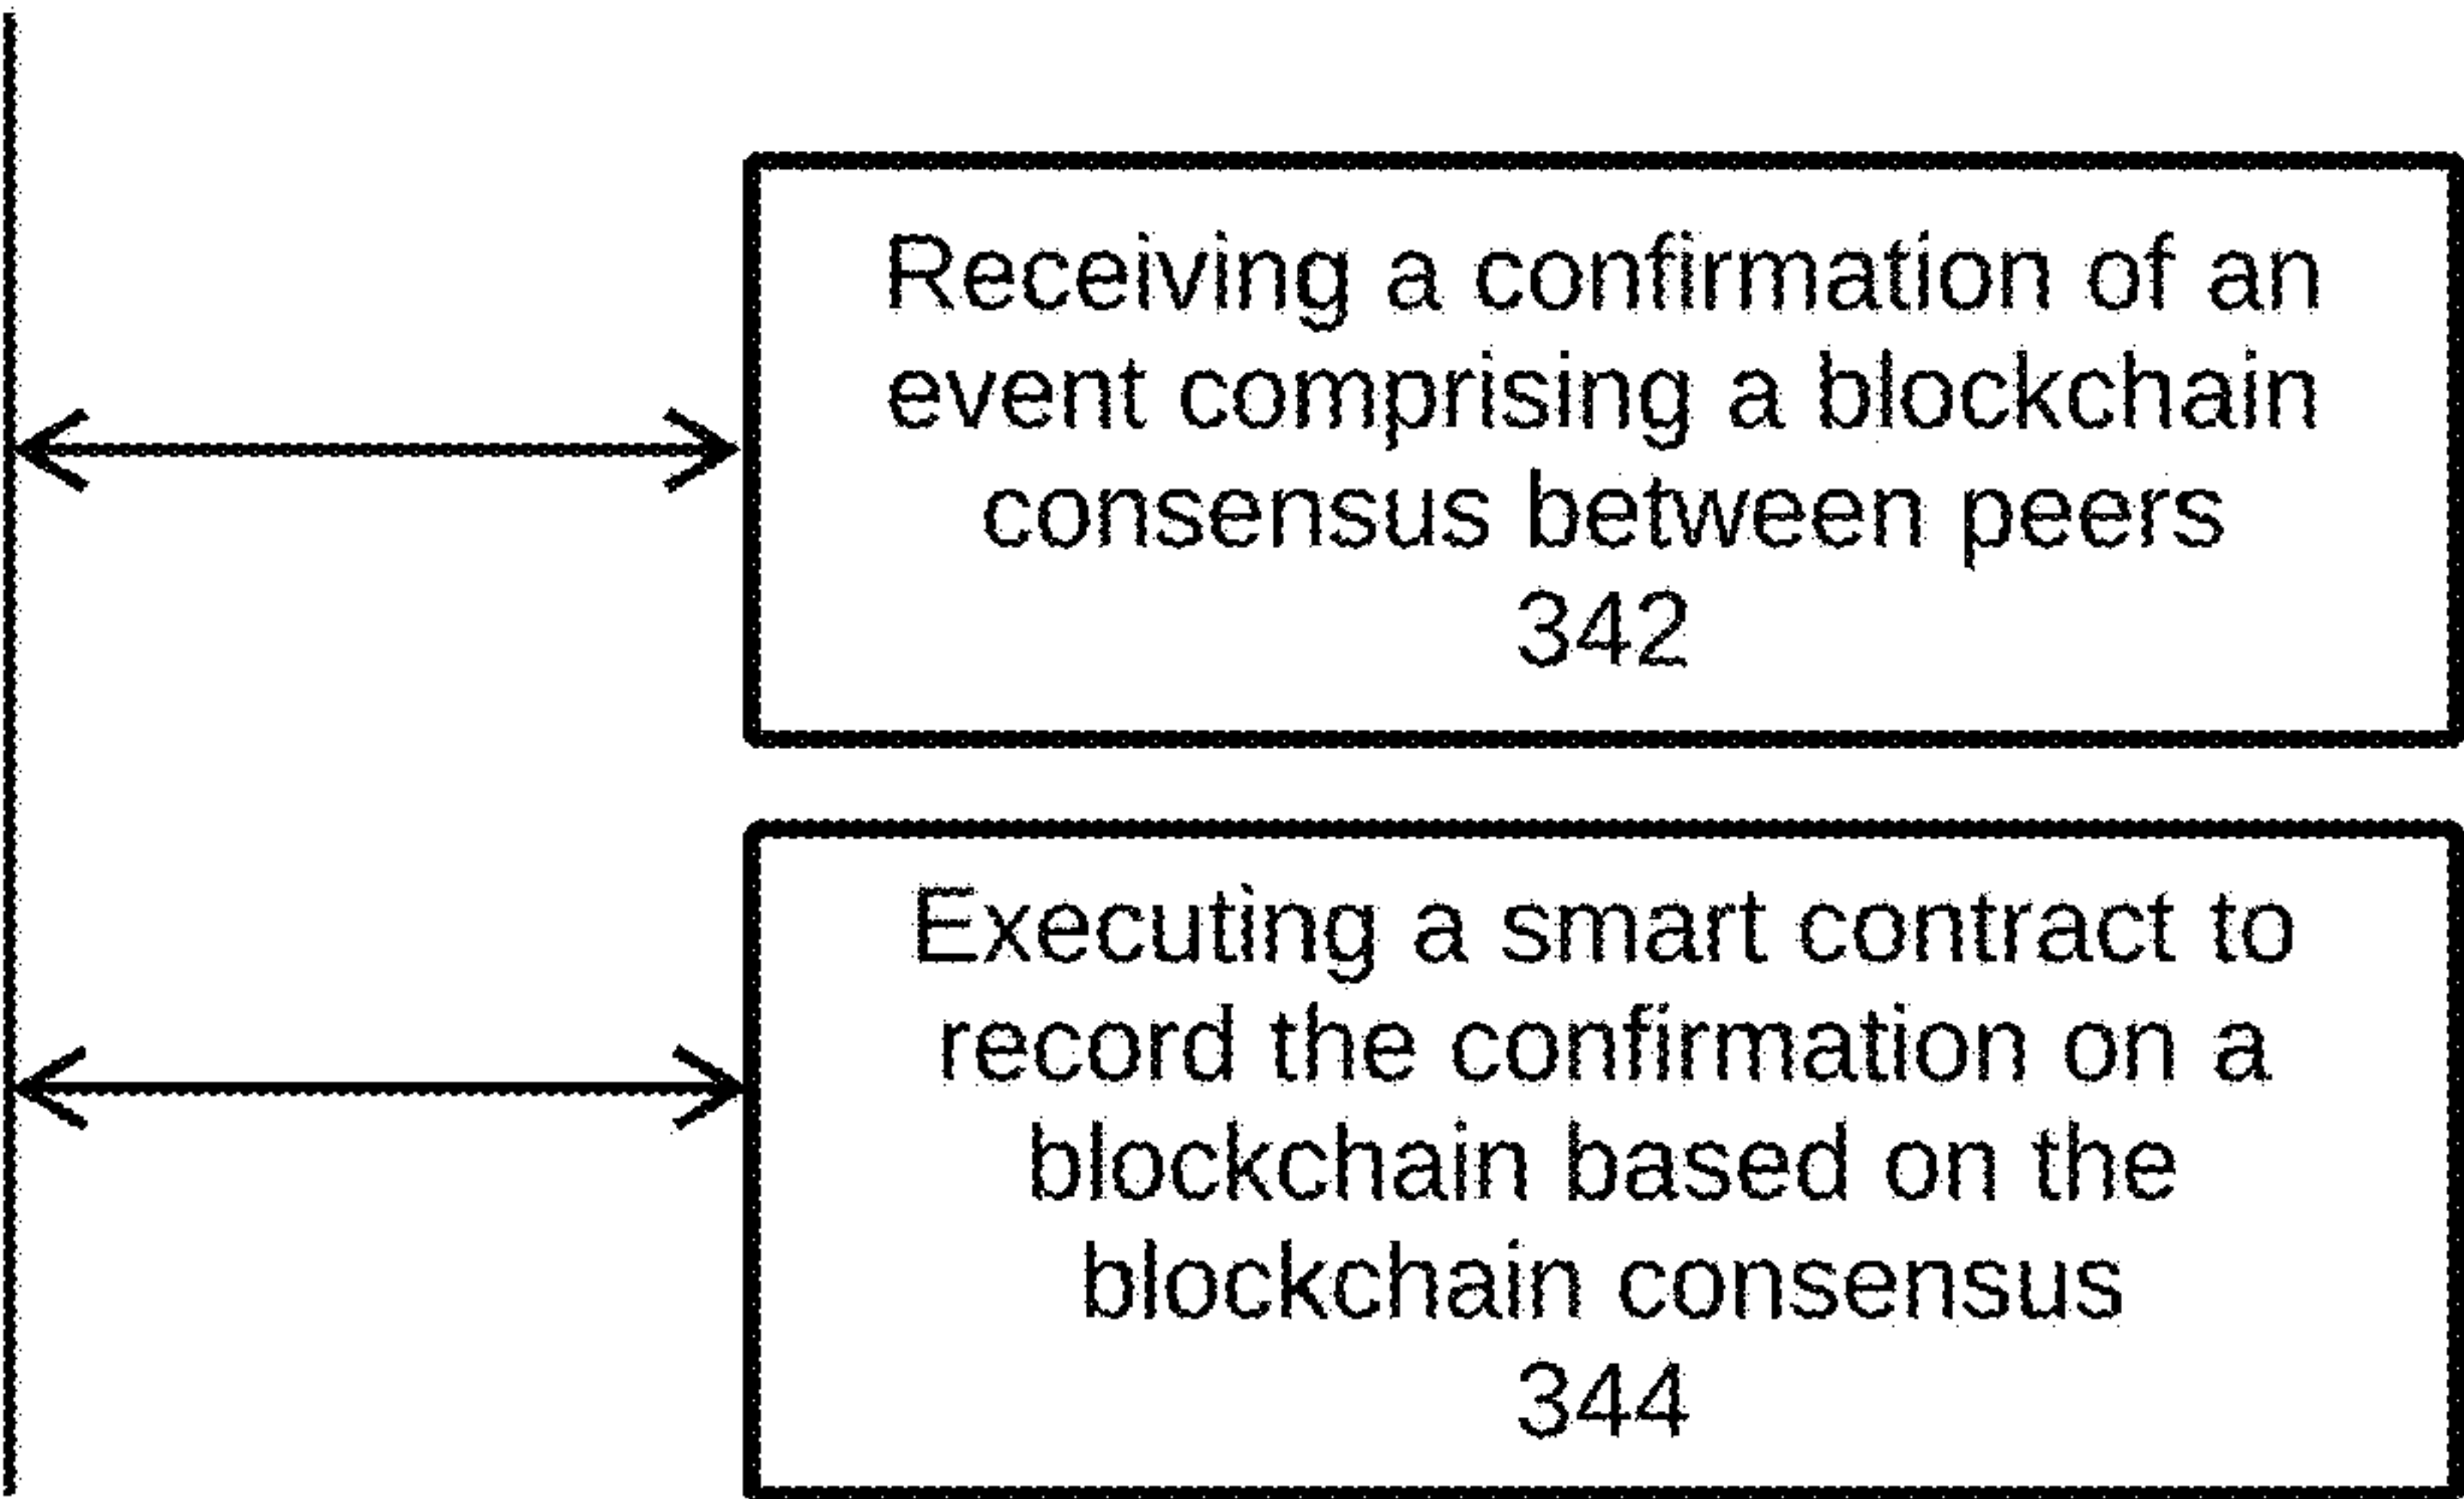 Receiving a confirmation of an
event comprising a blockchain
consensus between peers
342
Executing a smart contract to
record the confirmation on a
blockchain based on the
blockchain consensus
344